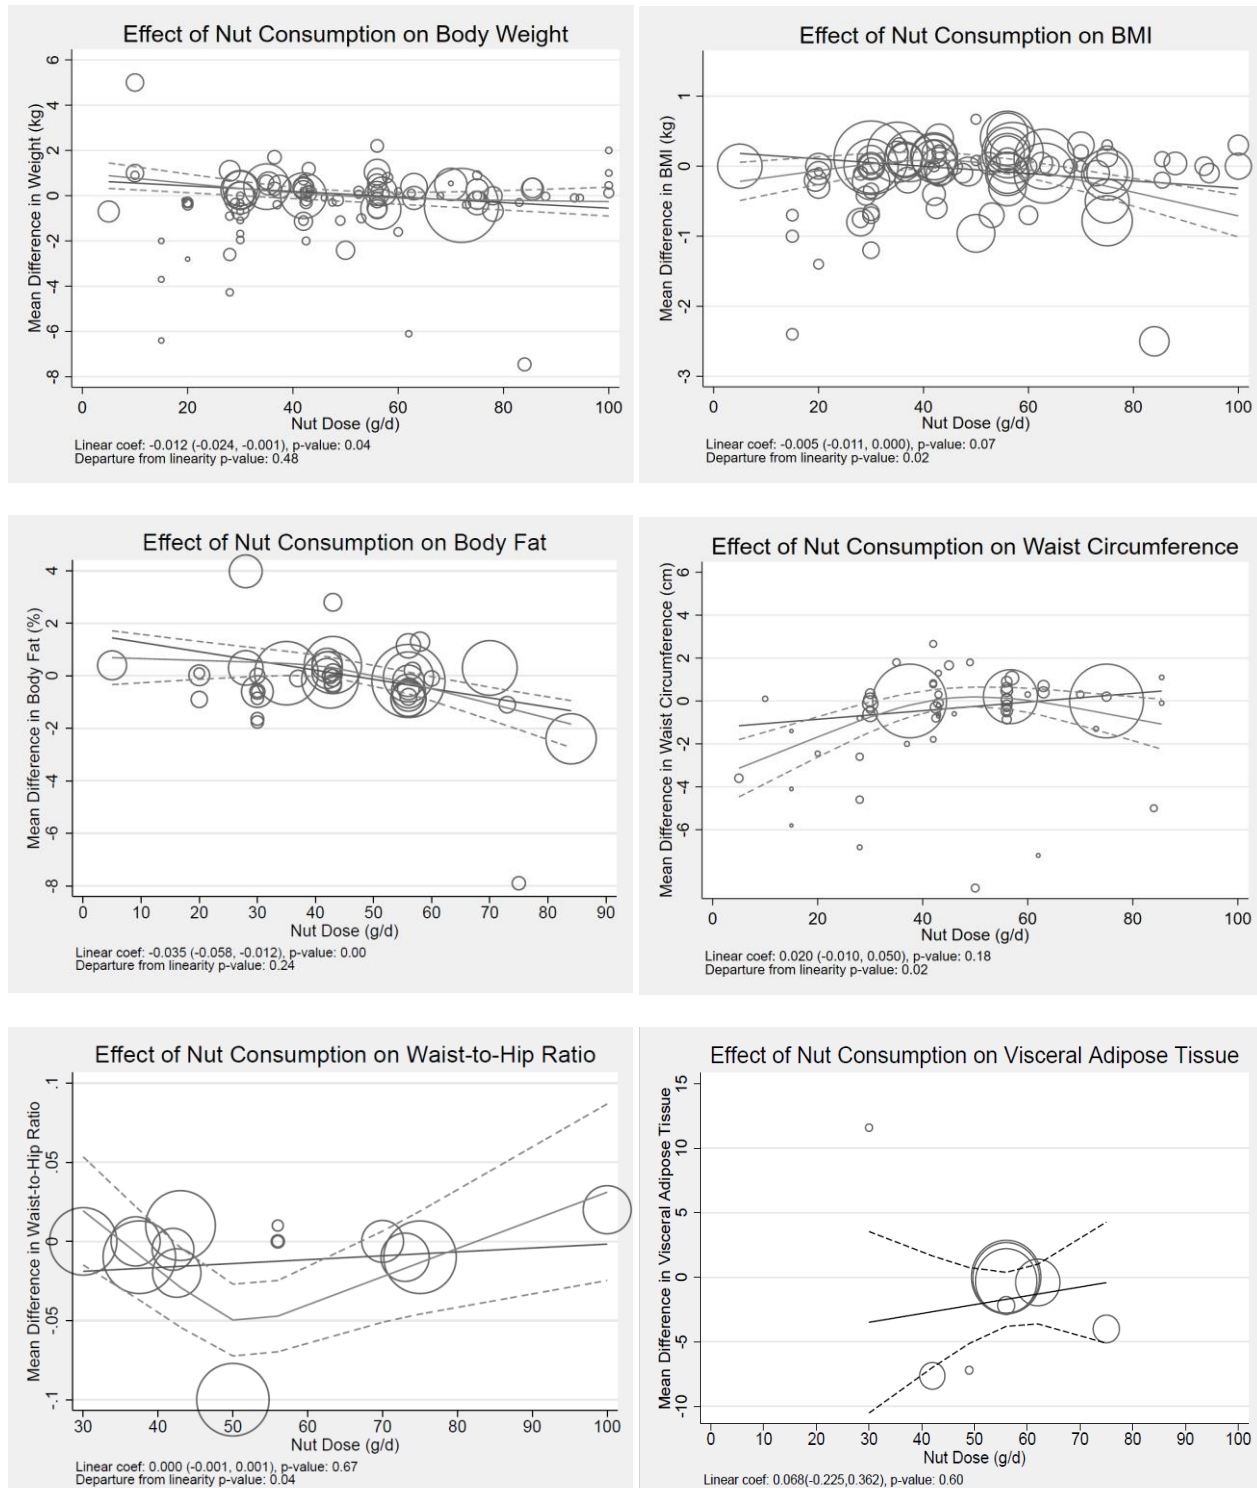 Effect of Nut Consumption on Body Weight
Mean Difference in Weight (kg)
6
4
2
0
-2
-4
-6
-8
0 20 40 60 80 100
Nut Dose (g/d)
Linear coef: -0.012 (-0.024, -0.001), p-value: 0.04
Departure from linearity p-value: 0.48
Effect of Nut Consumption on BMI
Mean Difference in BMI (kg)
1
0
-1
-2
-3
0 20 40 60 80 100
Nut Dose (g/d)
Linear coef: -0.005 (-0.011, 0.000), p-value: 0.07
Departure from linearity p-value: 0.02
Effect of Nut Consumption on Body Fat
Mean Difference in Body Fat (%)
4
2
0
-2
-4
-6
-8
0 10 20 30 40 50 60 70 80 90
Nut Dose (g/d)
Linear coef: -0.035 (-0.058, -0.012), p-value: 0.00
Departure from linearity p-value: 0.24
Effect of Nut Consumption on Waist Circumference
Mean Difference in Waist Circumference (cm)
6
4
2
0
-2
-4
-6
0 20 40 60 80 100
Nut Dose (g/d)
Linear coef: 0.020 (-0.010, 0.050), p-value: 0.18
Departure from linearity p-value: 0.02
Effect of Nut Consumption on Waist-to-Hip Ratio
Mean Difference in Waist-to-Hip Ratio
.1
.05
0
-.05
-.1
30 40 50 60 70 80 90 100
Nut Dose (g/d)
Linear coef: 0.000 (-0.001, 0.001), p-value: 0.67
Departure from linearity p-value: 0.04
Effect of Nut Consumption on Visceral Adipose Tissue
Mean Difference in Visceral Adipose Tissue
15
10
5
0
-5
-10
0 10 20 30 40 50 60 70 80 90 100
Nut Dose (g/d)
Linear coef: 0.068(-0.225,0.362), p-value: 0.60